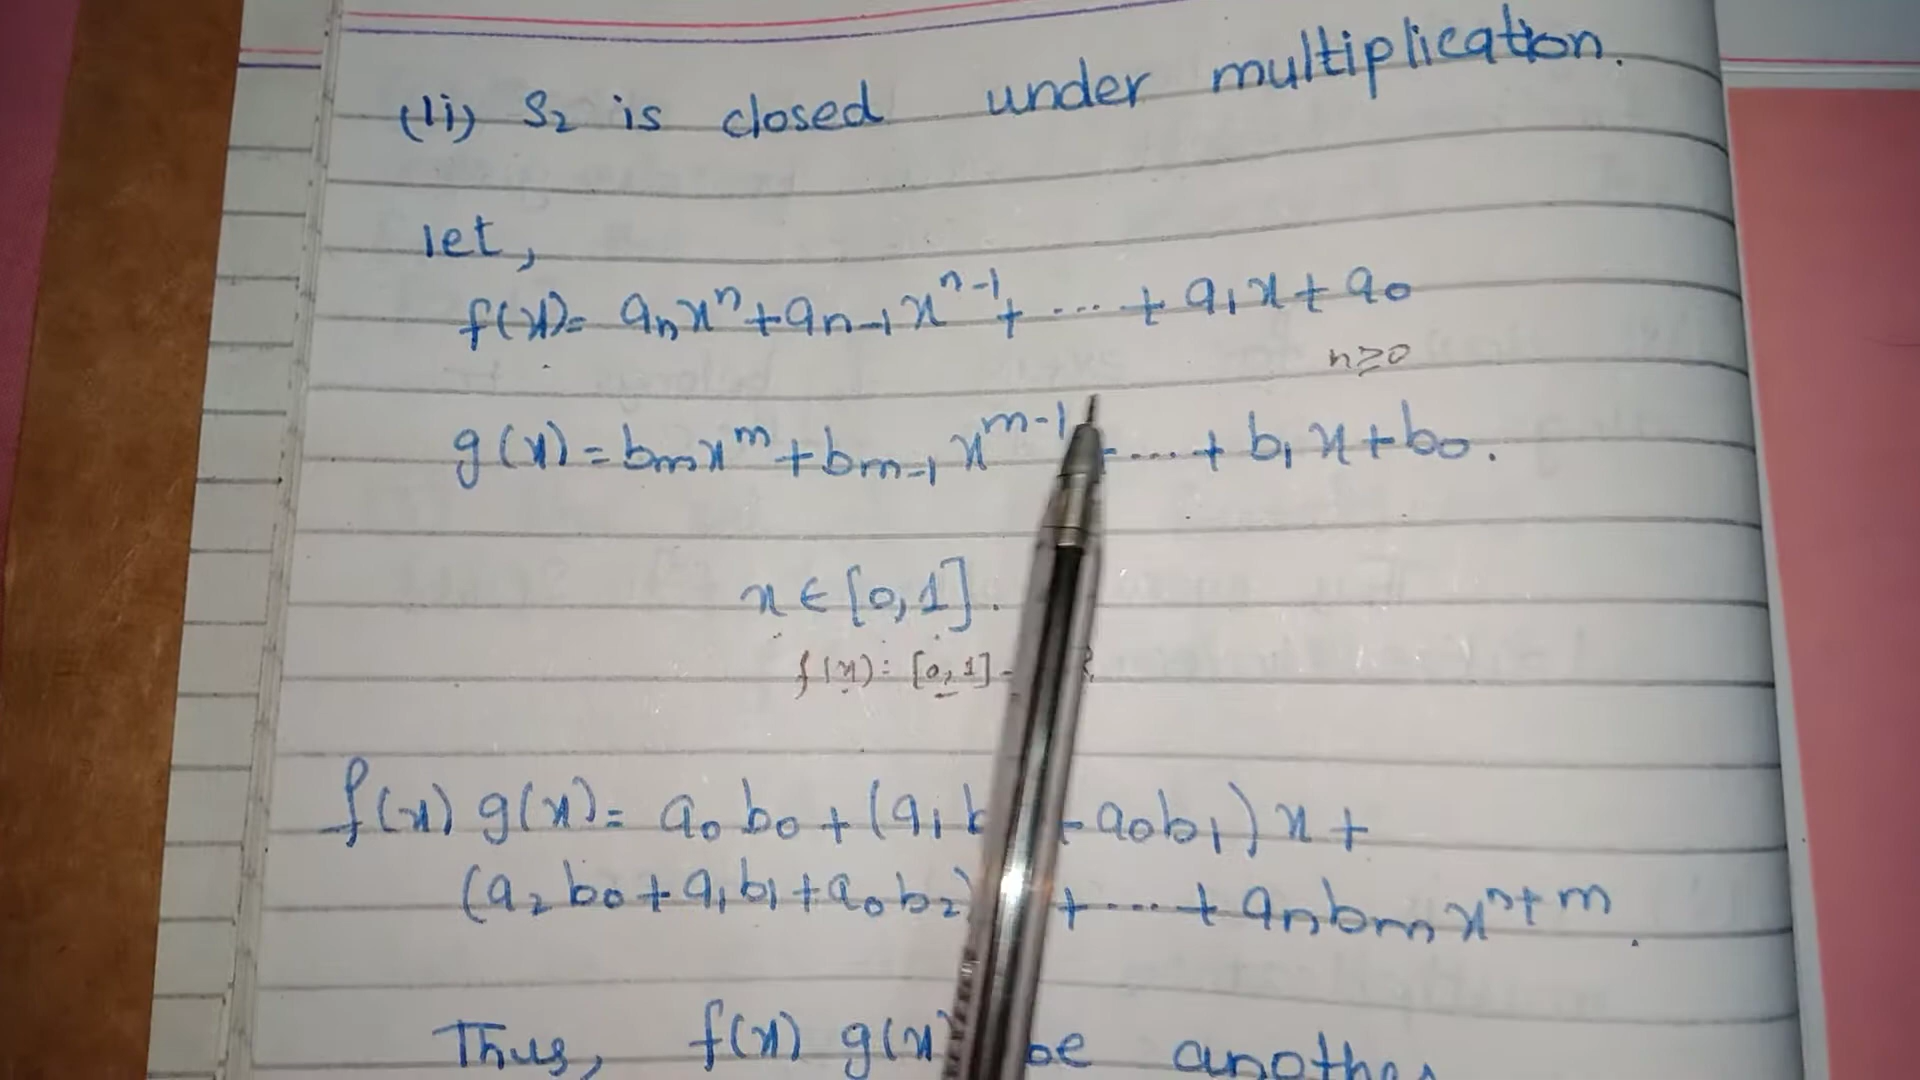 (ii) S₂ is closed under multiplication.
let,
f(x)= aₙxⁿ+aₙ₋₁xⁿ⁻¹+ ... + a₁x+a₀
n≥0
g(x)=bₘxᵐ+bₘ₋₁xᵐ⁻¹+...+ b₁x+b₀.
x∈[0,1].
f(x): [0,1]
f(x) g(x)= a₀b₀+(a₁b +a₀b₁)x+
(a₂b₀+a₁b₁+a₀b₂) +...+ aₙbₘxⁿ⁺ᵐ.
Thus, f(x) g(x) be